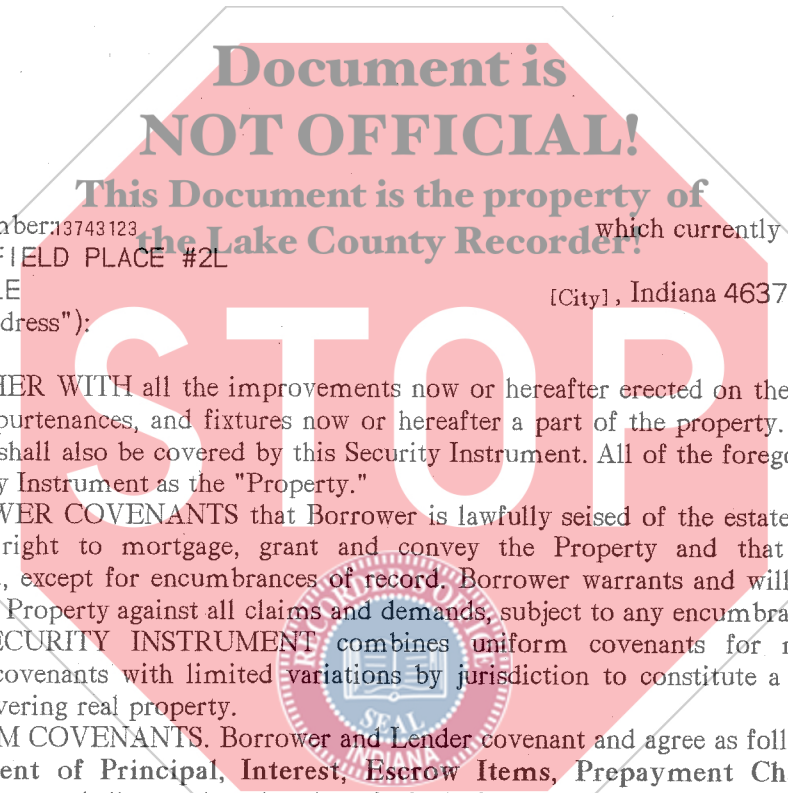 Document is
NOT OFFICIAL!
This Document is the property of
the Lake County Recorder!
nber:13743123 which currently
FIELD PLACE #2L
LE [City], Indiana 4637
dress"):
STOP
HER WITH all the improvements now or hereafter erected on the
purtenances, and fixtures now or hereafter a part of the property.
shall also be covered by this Security Instrument. All of the forego
y Instrument as the "Property."
WER COVENANTS that Borrower is lawfully seised of the estate
right to mortgage, grant and convey the Property and that
, except for encumbrances of record. Borrower warrants and will
Property against all claims and demands, subject to any encumbra
ECURITY INSTRUMENT combines uniform covenants for
covenants with limited variations by jurisdiction to constitute a
vering real property.
M COVENANTS. Borrower and Lender covenant and agree as foll
ent of Principal, Interest, Escrow Items, Prepayment Ch
RECORDER'S OFFICE
SEAL
INDIANA